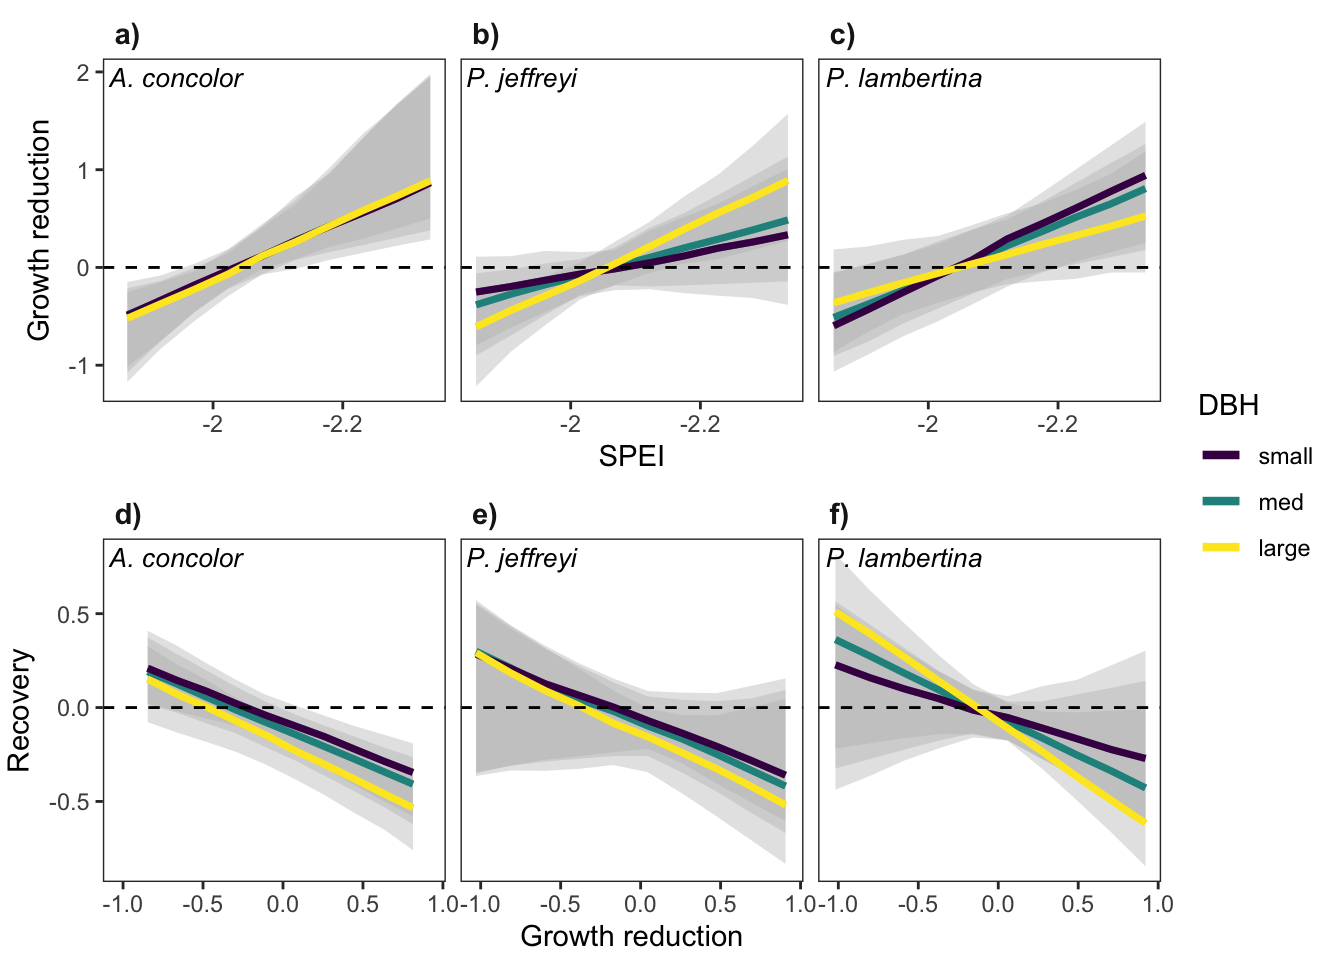 a) b) c)
A. concolor P. jeffreyi P. lambertina
Growth reduction
2
1
0
-1
-2 -2.2 -2 -2.2 -2 -2.2
SPEI
DBH
small
med
large
d) e) f)
A. concolor P. jeffreyi P. lambertina
Recovery
0.5
0.0
-0.5
-1.0 -0.5 0.0 0.5 1.0 -1.0 -0.5 0.0 0.5 1.0 -1.0 -0.5 0.0 0.5 1.0
Growth reduction